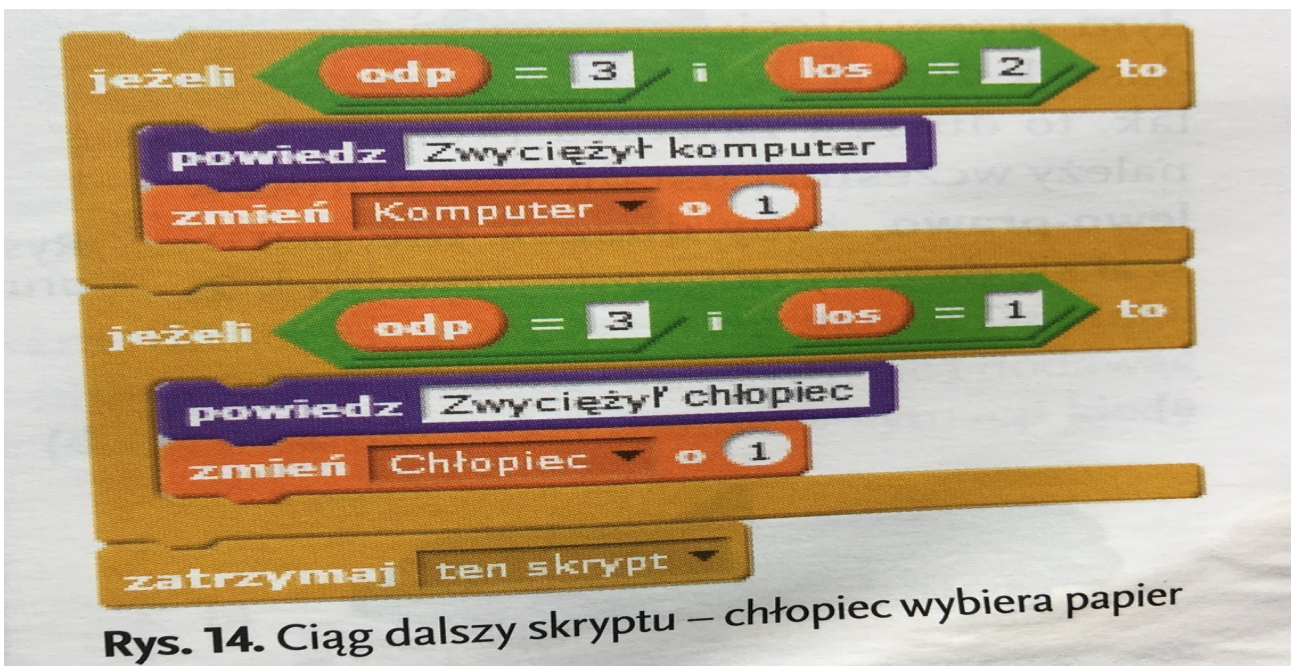 jeżeli odp = 3 i los = 2 to
powiedz Zwyciężył komputer
zmień Komputer o 1
jeżeli odp = 3 i los = 1 to
powiedz Zwyciężył chłopiec
zmień Chłopiec o 1
zatrzymaj ten skrypt
Rys. 14. Ciąg dalszy skryptu – chłopiec wybiera papier